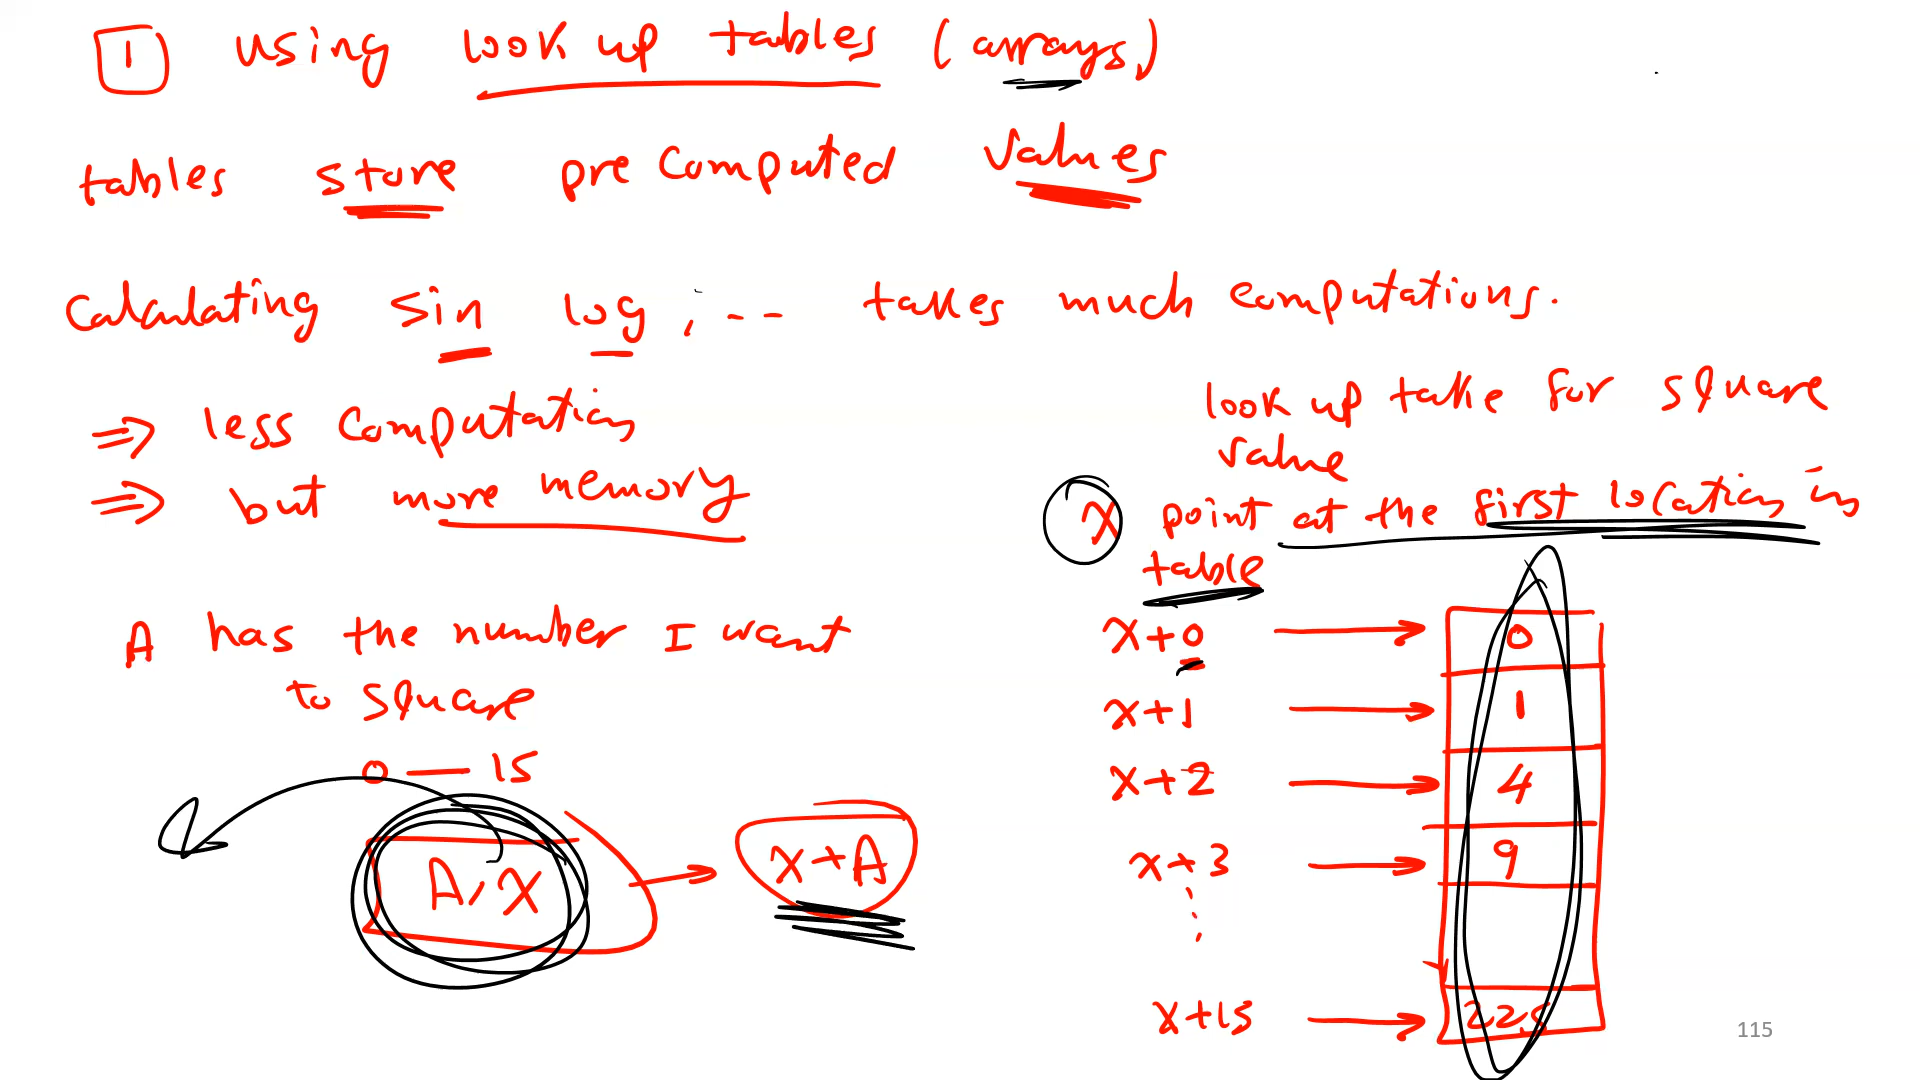 1 using look up tables (arrays)
tables store pre computed values
calculating sin log , -- takes much computations.
⇒ less computation
⇒ but more memory
A has the number I want
to square
0 — 15
A, X → X+A
look up take for square
value
X point at the first location in
table
X+0 → 0
X+1 → 1
X+2 → 4
X+3 → 9
X+15 → 225
115